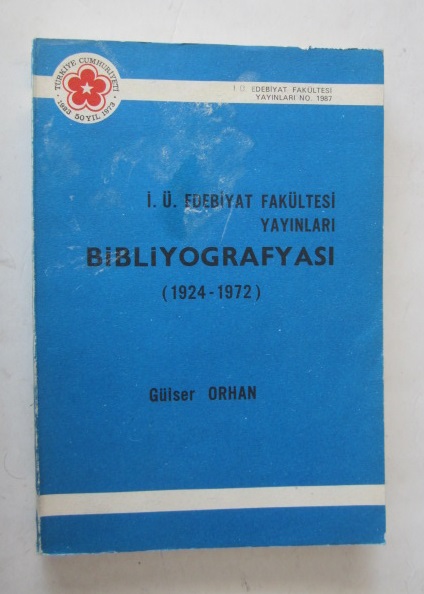 TÜRKİYE CUMHURİYETİ
1923 50 YIL 1973
İ. Ü. EDEBİYAT FAKÜLTESİ
YAYINLARI NO. 1987
İ. Ü. EDEBİYAT FAKÜLTESİ
YAYINLARI
BİBLİYOGRAFYASI
(1924-1972)
Gülser ORHAN